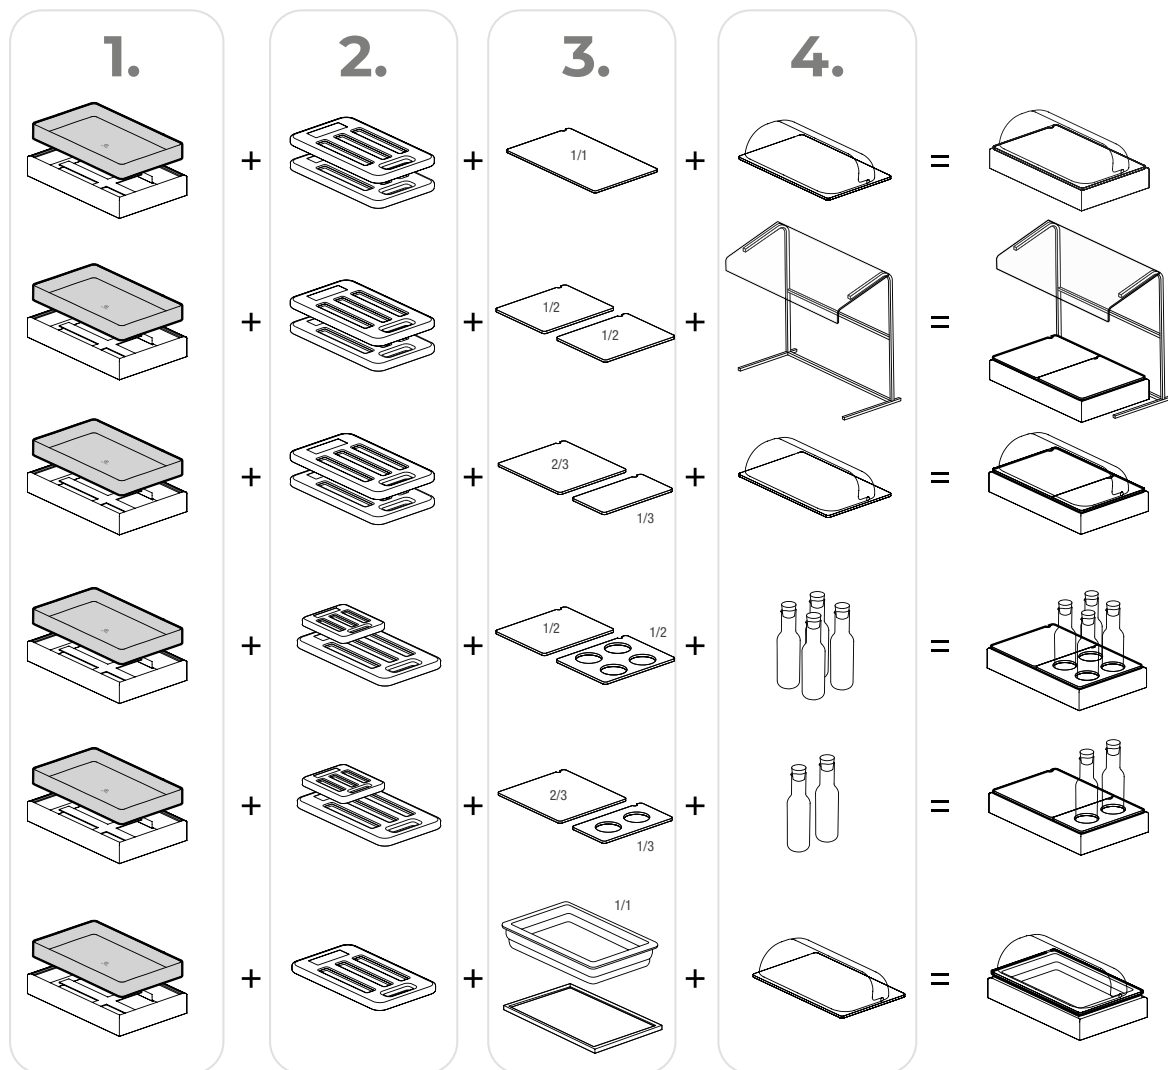 1. 2. 3. 4.
+ + 1/1 + =
+ + 1/2 1/2 + =
+ + 2/3 1/3 + =
+ + 1/2 1/2 + =
+ + 2/3 1/3 + =
+ + 1/1 + =